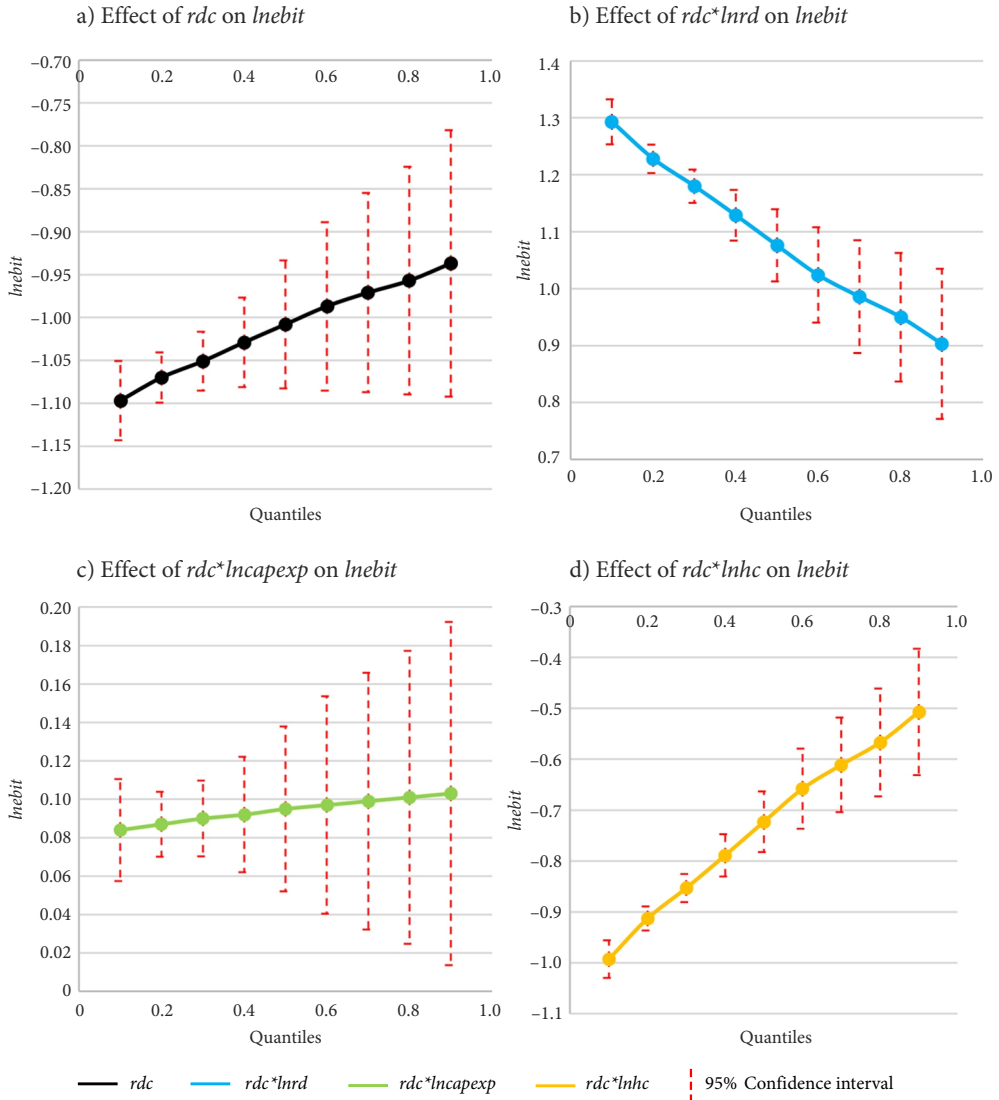 a) Effect of rdc on lnebit
–0.70
–0.75
–0.80
–0.85
–0.90
–0.95
–1.00
–1.05
–1.10
–1.15
–1.20
0 0.2 0.4 0.6 0.8 1.0
lnebit
Quantiles
b) Effect of rdc*lnrd on lnebit
1.4
1.3
1.2
1.1
1.0
0.9
0.8
0.7
0 0.2 0.4 0.6 0.8 1.0
lnebit
Quantiles
c) Effect of rdc*lncapexp on lnebit
0.20
0.18
0.16
0.14
0.12
0.10
0.08
0.06
0.04
0.02
0
0 0.2 0.4 0.6 0.8 1.0
lnebit
Quantiles
d) Effect of rdc*lnhc on lnebit
–0.3
–0.4
–0.5
–0.6
–0.7
–0.8
–0.9
–1.0
–1.1
0 0.2 0.4 0.6 0.8 1.0
lnebit
Quantiles
rdc rdc*lnrd rdc*lncapexp rdc*lnhc 95% Confidence interval